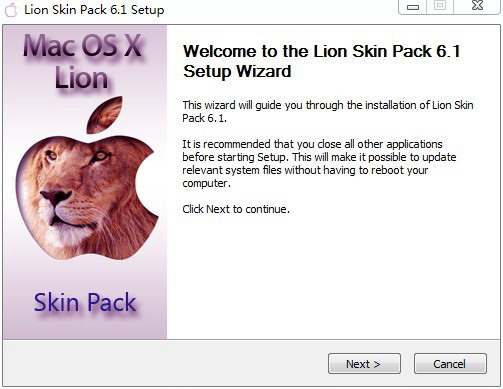 Lion Skin Pack 6.1 Setup
Mac OS X
Lion
Skin Pack
Welcome to the Lion Skin Pack 6.1
Setup Wizard
This wizard will guide you through the installation of Lion Skin
Pack 6.1.
It is recommended that you close all other applications
before starting Setup. This will make it possible to update
relevant system files without having to reboot your
computer.
Click Next to continue.
Next >
Cancel